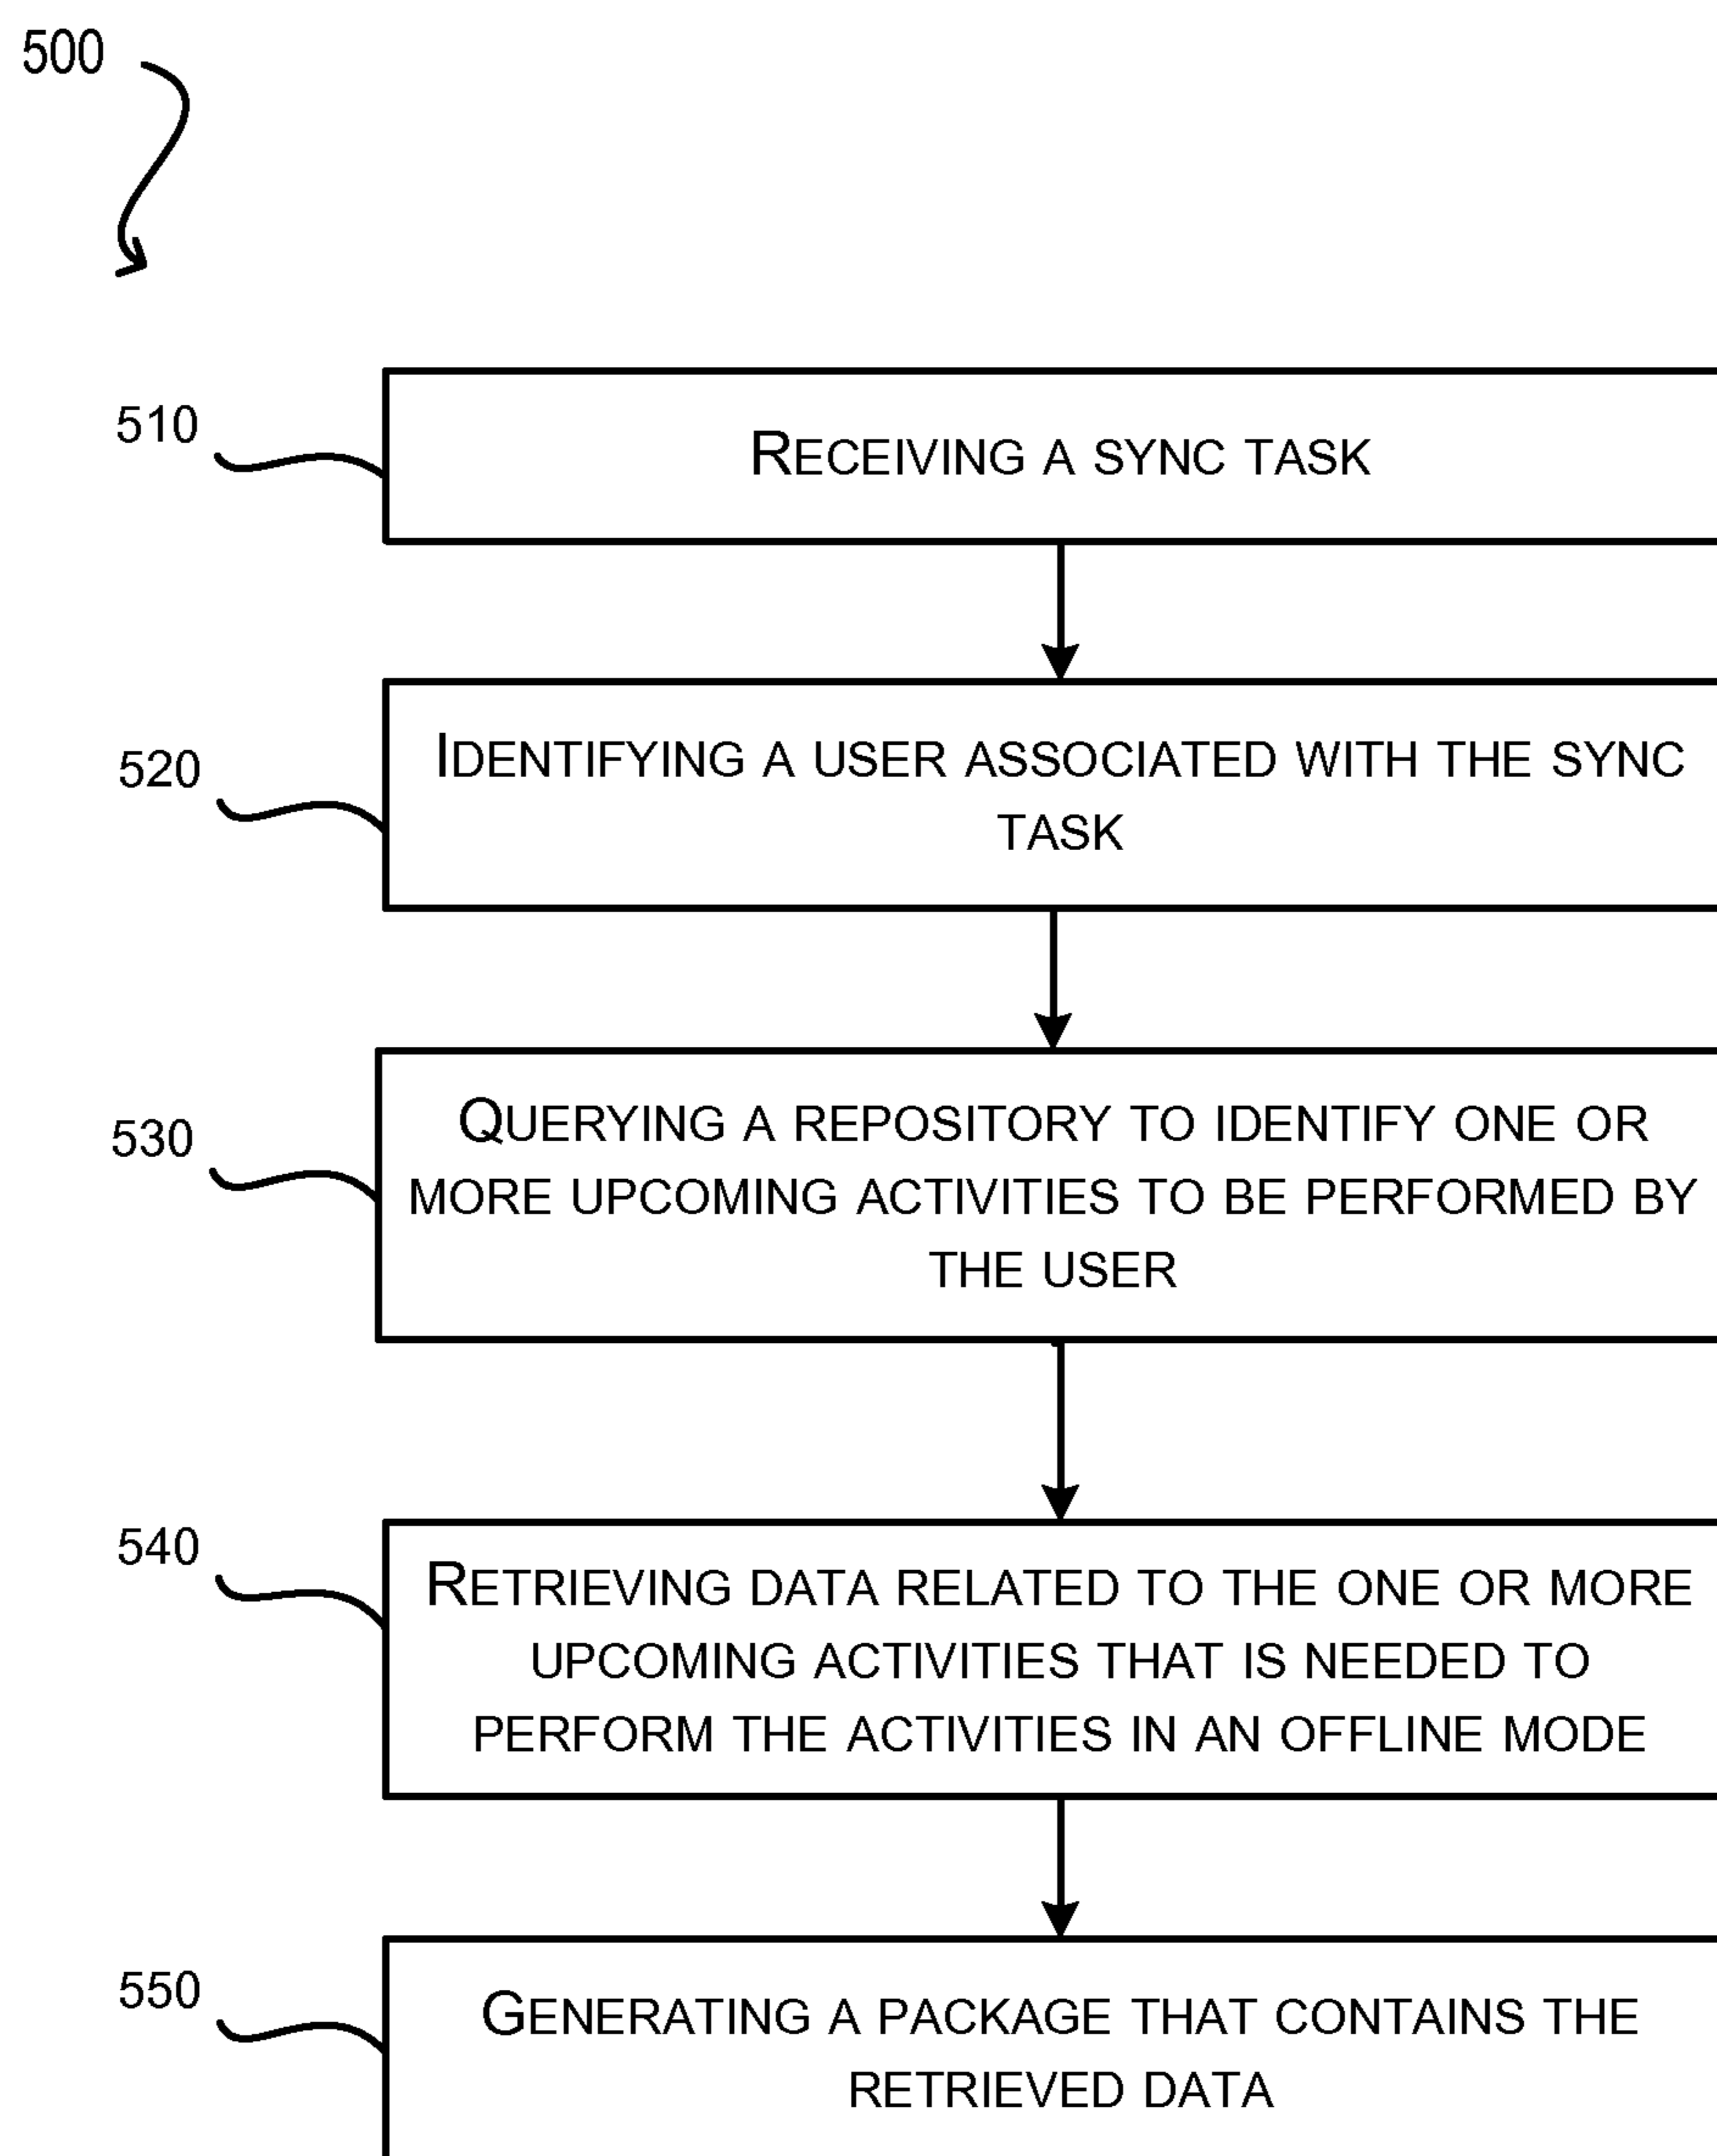 500
510
RECEIVING A SYNC TASK
520
IDENTIFYING A USER ASSOCIATED WITH THE SYNC
TASK
530
QUERYING A REPOSITORY TO IDENTIFY ONE OR
MORE UPCOMING ACTIVITIES TO BE PERFORMED BY
THE USER
540
RETRIEVING DATA RELATED TO THE ONE OR MORE
UPCOMING ACTIVITIES THAT IS NEEDED TO
PERFORM THE ACTIVITIES IN AN OFFLINE MODE
550
GENERATING A PACKAGE THAT CONTAINS THE
RETRIEVED DATA